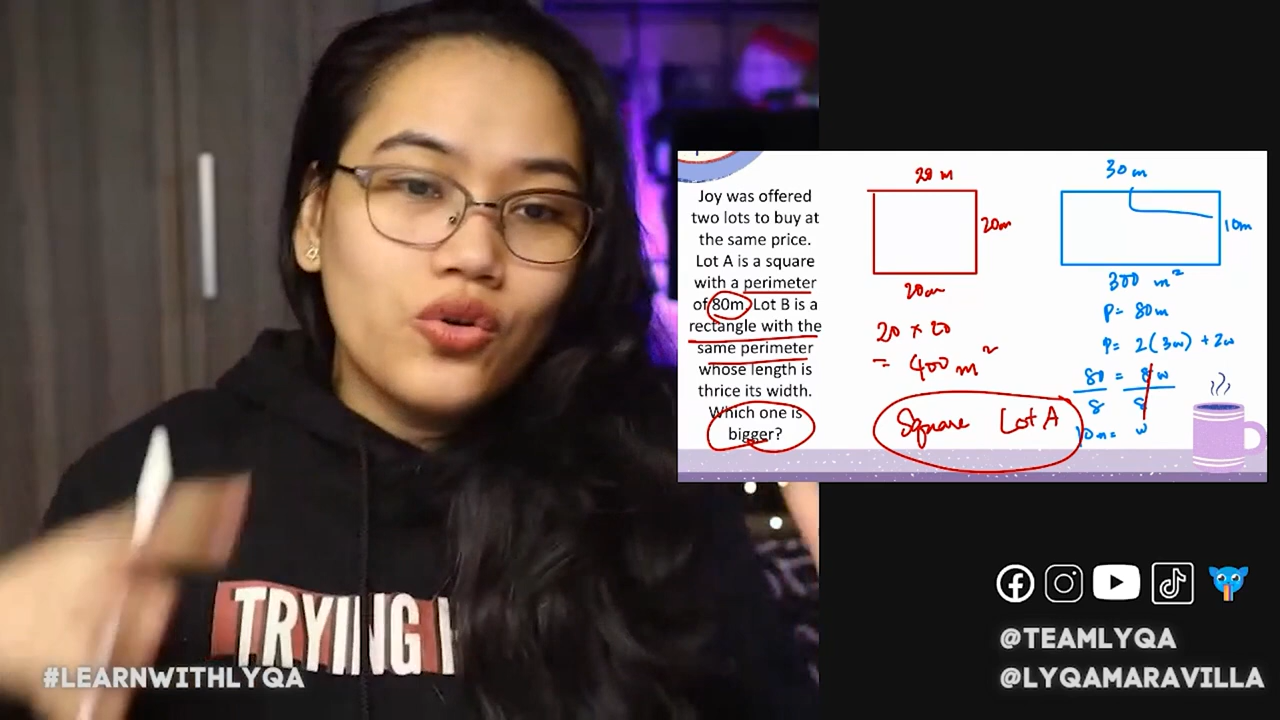 Joy was offered
two lots to buy at
the same price.
Lot A is a square
with a perimeter
of 80m. Lot B is a
rectangle with the
same perimeter
whose length is
thrice its width.
Which one is
bigger?
20 m
20m
20m
20 x 20
= 400 m²
Square Lot A
30m
10m
300 m²
P= 80m
P= 2(3w) + 2w
80 = 8w
8 8
10m = w
TRYING
#LEARNWITHLYQA
@TEAMLYQA
@LYQAMARAVILLA